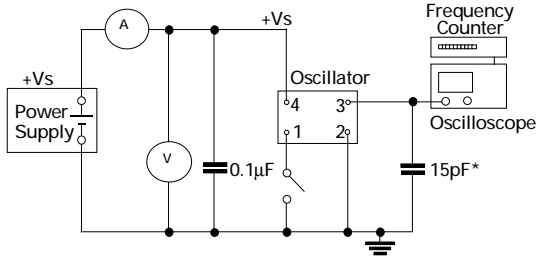 Frequency
Counter
A
+Vs
+Vs
Oscillator
Power
Supply
4
3
1
2
Oscilloscope
V
0.1µF
15pF*